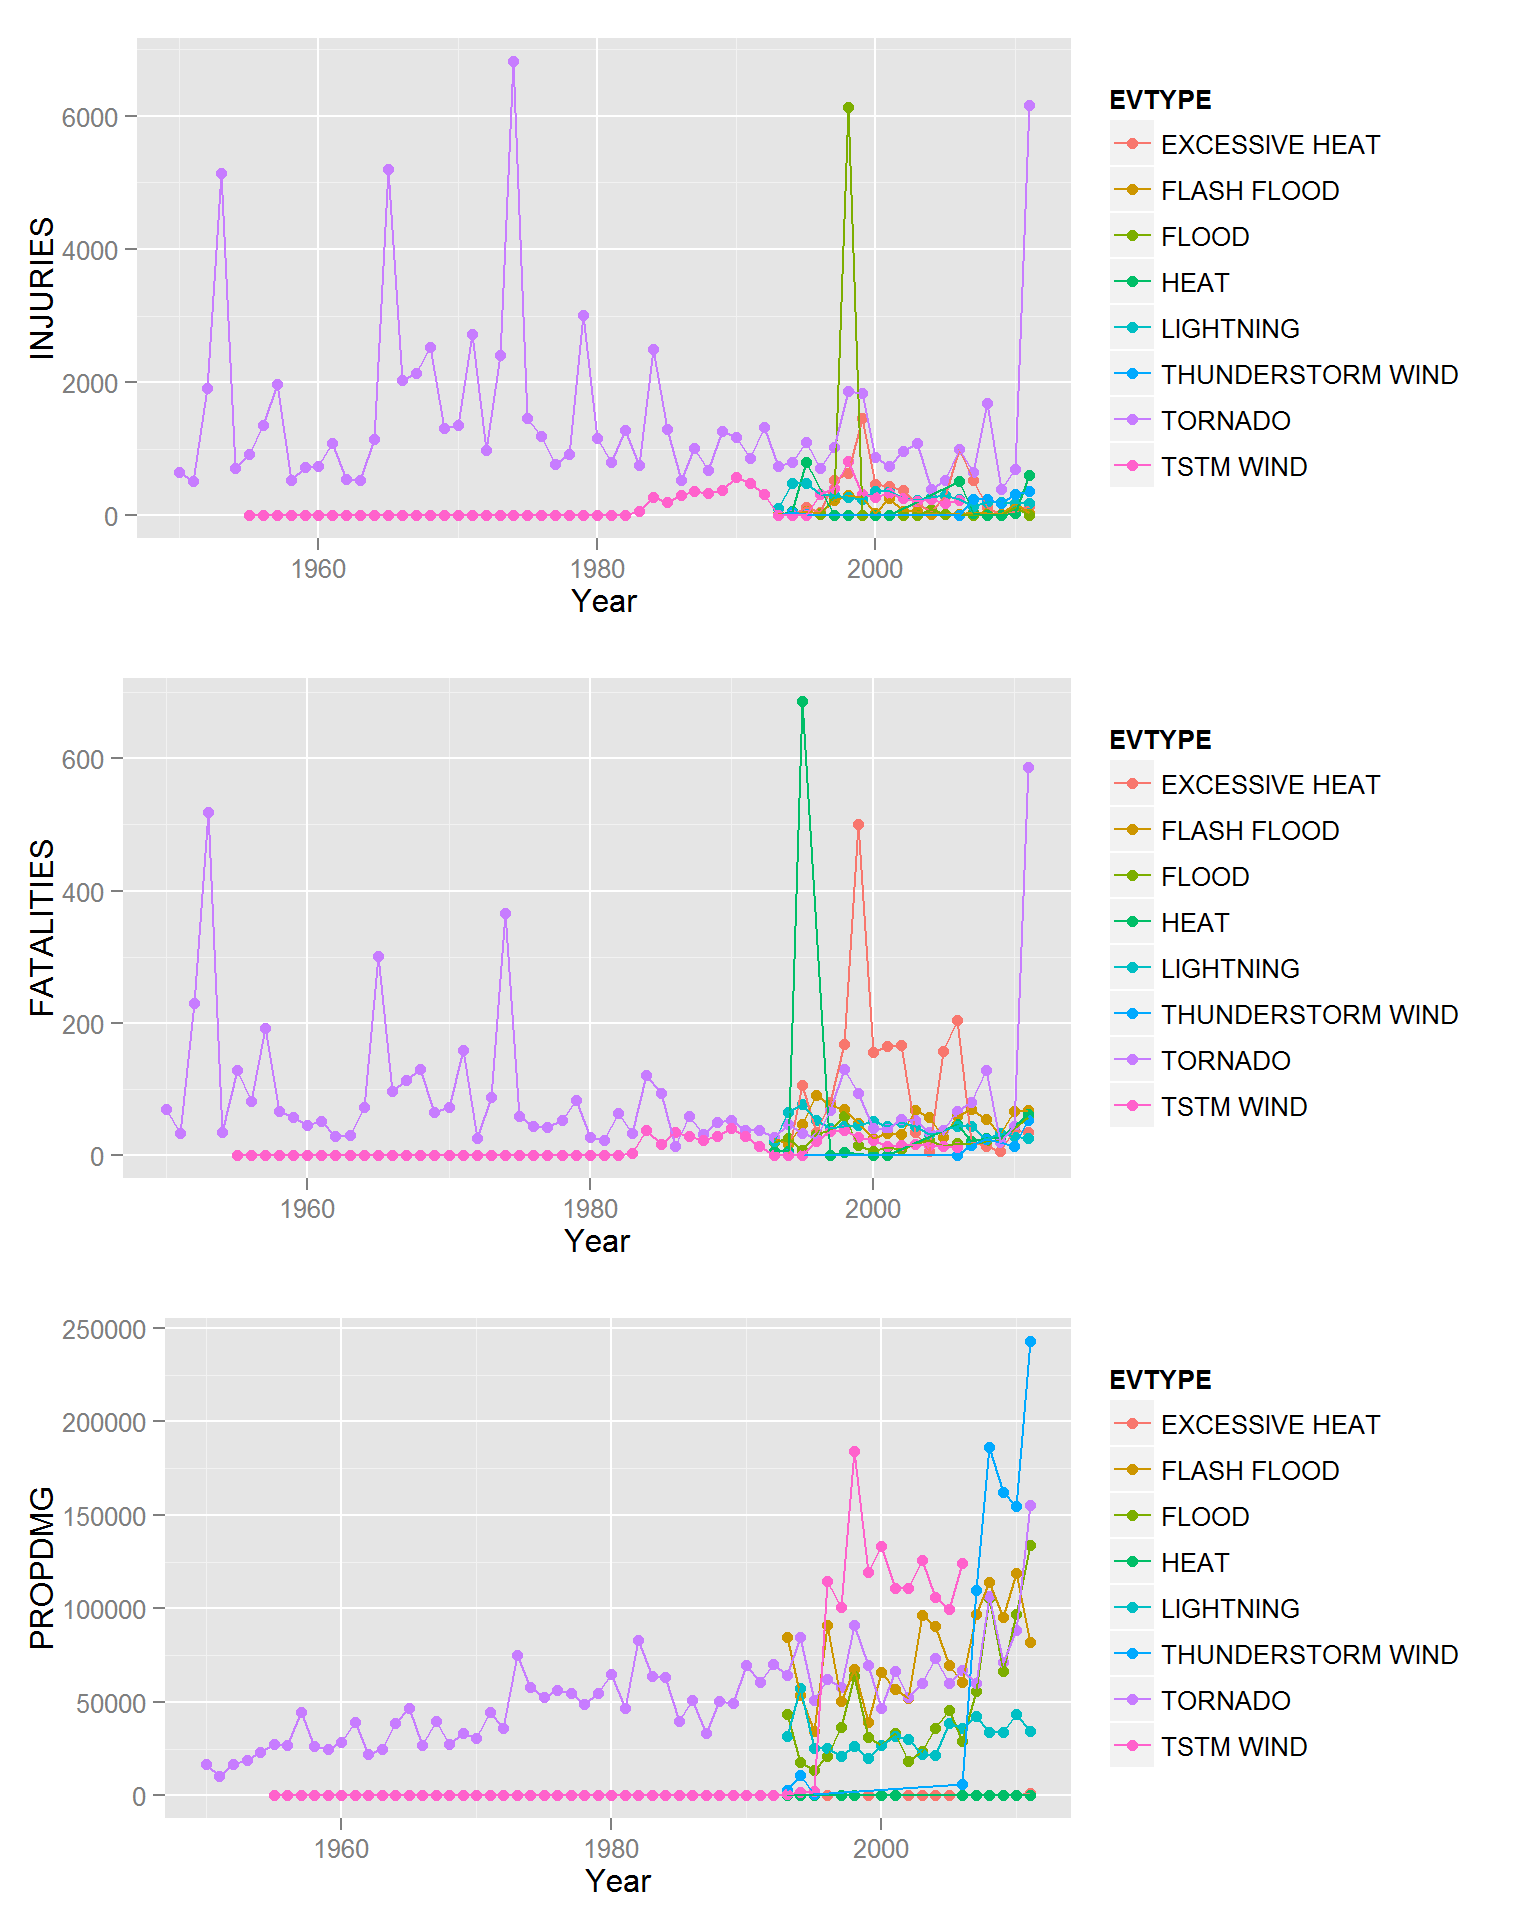 6000
4000
2000
0
INJURIES
1960
1980
2000
Year
EVTYPE
EXCESSIVE HEAT
FLASH FLOOD
FLOOD
HEAT
LIGHTNING
THUNDERSTORM WIND
TORNADO
TSTM WIND
600
400
200
0
FATALITIES
1960
1980
2000
Year
EVTYPE
EXCESSIVE HEAT
FLASH FLOOD
FLOOD
HEAT
LIGHTNING
THUNDERSTORM WIND
TORNADO
TSTM WIND
250000
200000
150000
100000
50000
0
PROPDMG
1960
1980
2000
Year
EVTYPE
EXCESSIVE HEAT
FLASH FLOOD
FLOOD
HEAT
LIGHTNING
THUNDERSTORM WIND
TORNADO
TSTM WIND